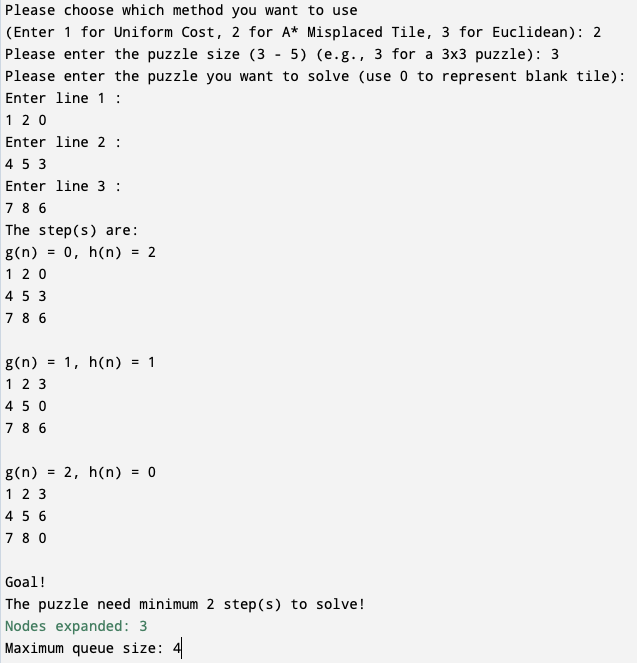 Please choose which method you want to use
(Enter 1 for Uniform Cost, 2 for A* Misplaced Tile, 3 for Euclidean): 2
Please enter the puzzle size (3 - 5) (e.g., 3 for a 3x3 puzzle): 3
Please enter the puzzle you want to solve (use 0 to represent blank tile):
Enter line 1 :
1 2 0
Enter line 2 :
4 5 3
Enter line 3 :
7 8 6
The step(s) are:
g(n) = 0, h(n) = 2
1 2 0
4 5 3
7 8 6

g(n) = 1, h(n) = 1
1 2 3
4 5 0
7 8 6

g(n) = 2, h(n) = 0
1 2 3
4 5 6
7 8 0

Goal!
The puzzle need minimum 2 step(s) to solve!
Nodes expanded: 3
Maximum queue size: 4